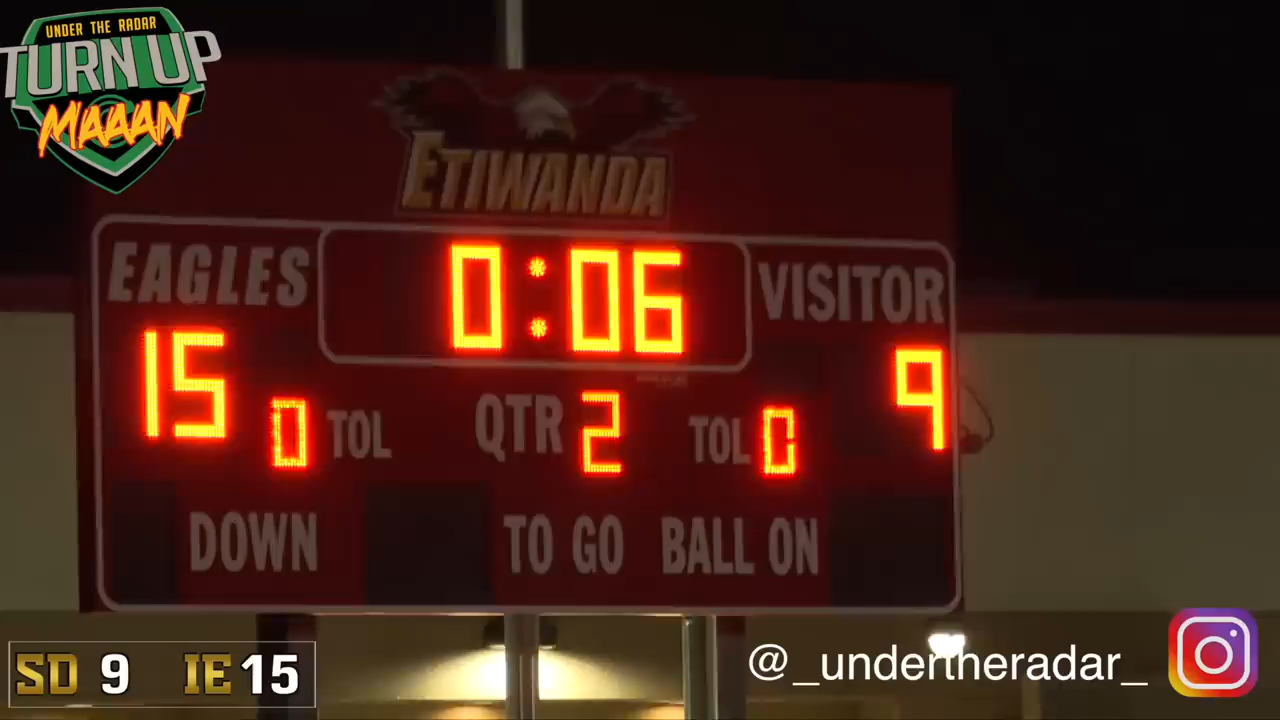 UNDER THE RADAR
TURN UP
MAAAN
ETIWANDA
EAGLES 0:06 VISITOR
15 0 TOL QTR 2 TOL 0 9
DOWN TO GO BALL ON
SD 9 IE 15
@_undertheradar_